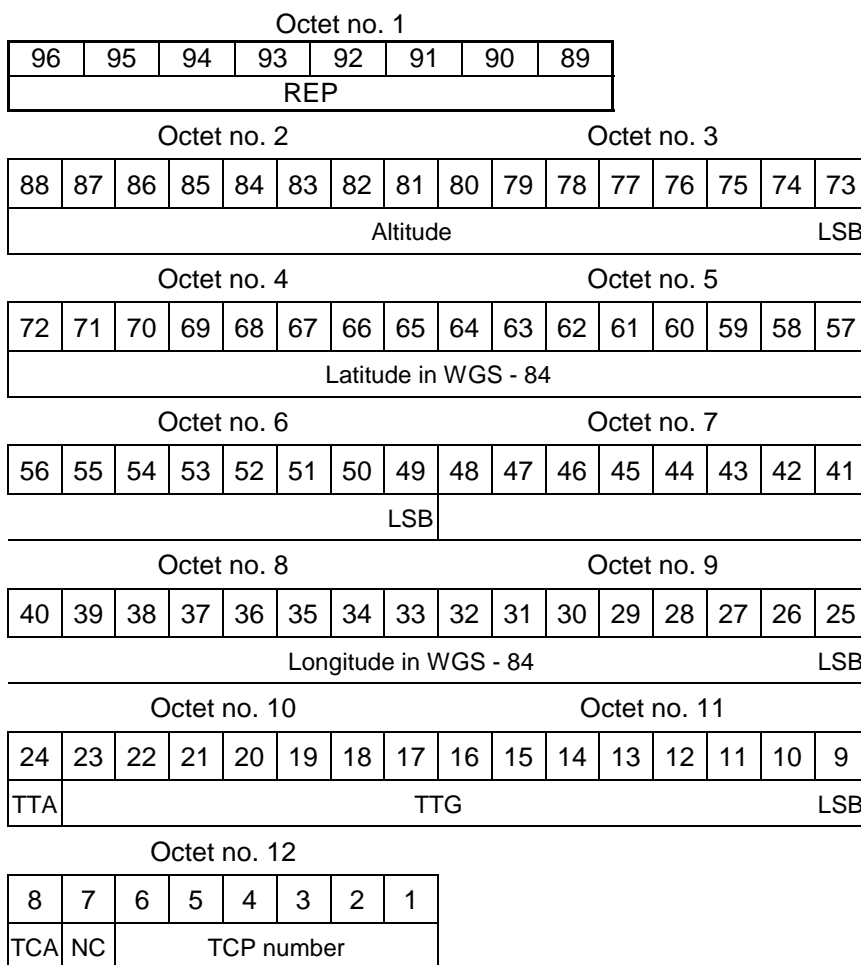 Octet no. 1
96 95 94 93 92 91 90 89
REP
Octet no. 2 Octet no. 3
88 87 86 85 84 83 82 81 80 79 78 77 76 75 74 73
Altitude LSB
Octet no. 4 Octet no. 5
72 71 70 69 68 67 66 65 64 63 62 61 60 59 58 57
Latitude in WGS - 84
Octet no. 6 Octet no. 7
56 55 54 53 52 51 50 49 48 47 46 45 44 43 42 41
LSB
Octet no. 8 Octet no. 9
40 39 38 37 36 35 34 33 32 31 30 29 28 27 26 25
Longitude in WGS - 84 LSB
Octet no. 10 Octet no. 11
24 23 22 21 20 19 18 17 16 15 14 13 12 11 10 9
TTA TTG LSB
Octet no. 12
8 7 6 5 4 3 2 1
TCA NC TCP number